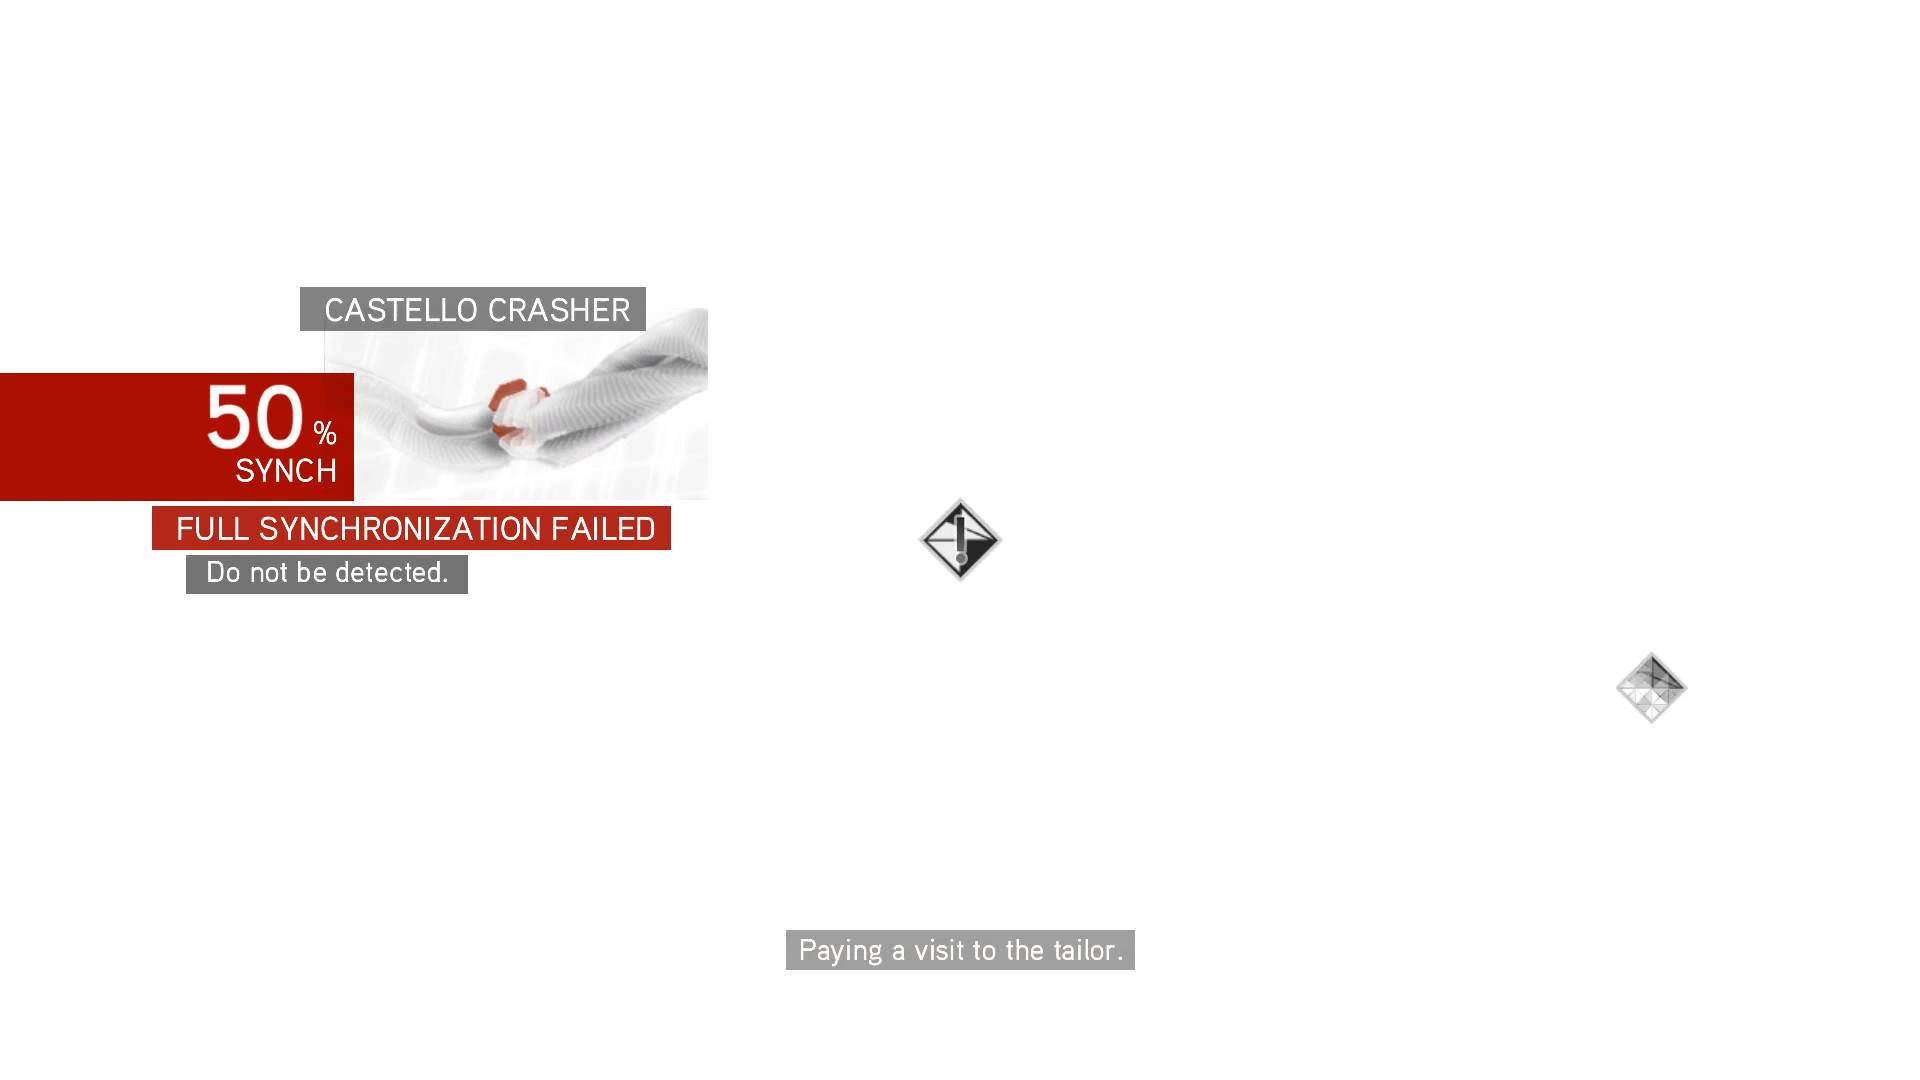 CASTELLO CRASHER
50 %
SYNCH
FULL SYNCHRONIZATION FAILED
Do not be detected.
Paying a visit to the tailor.